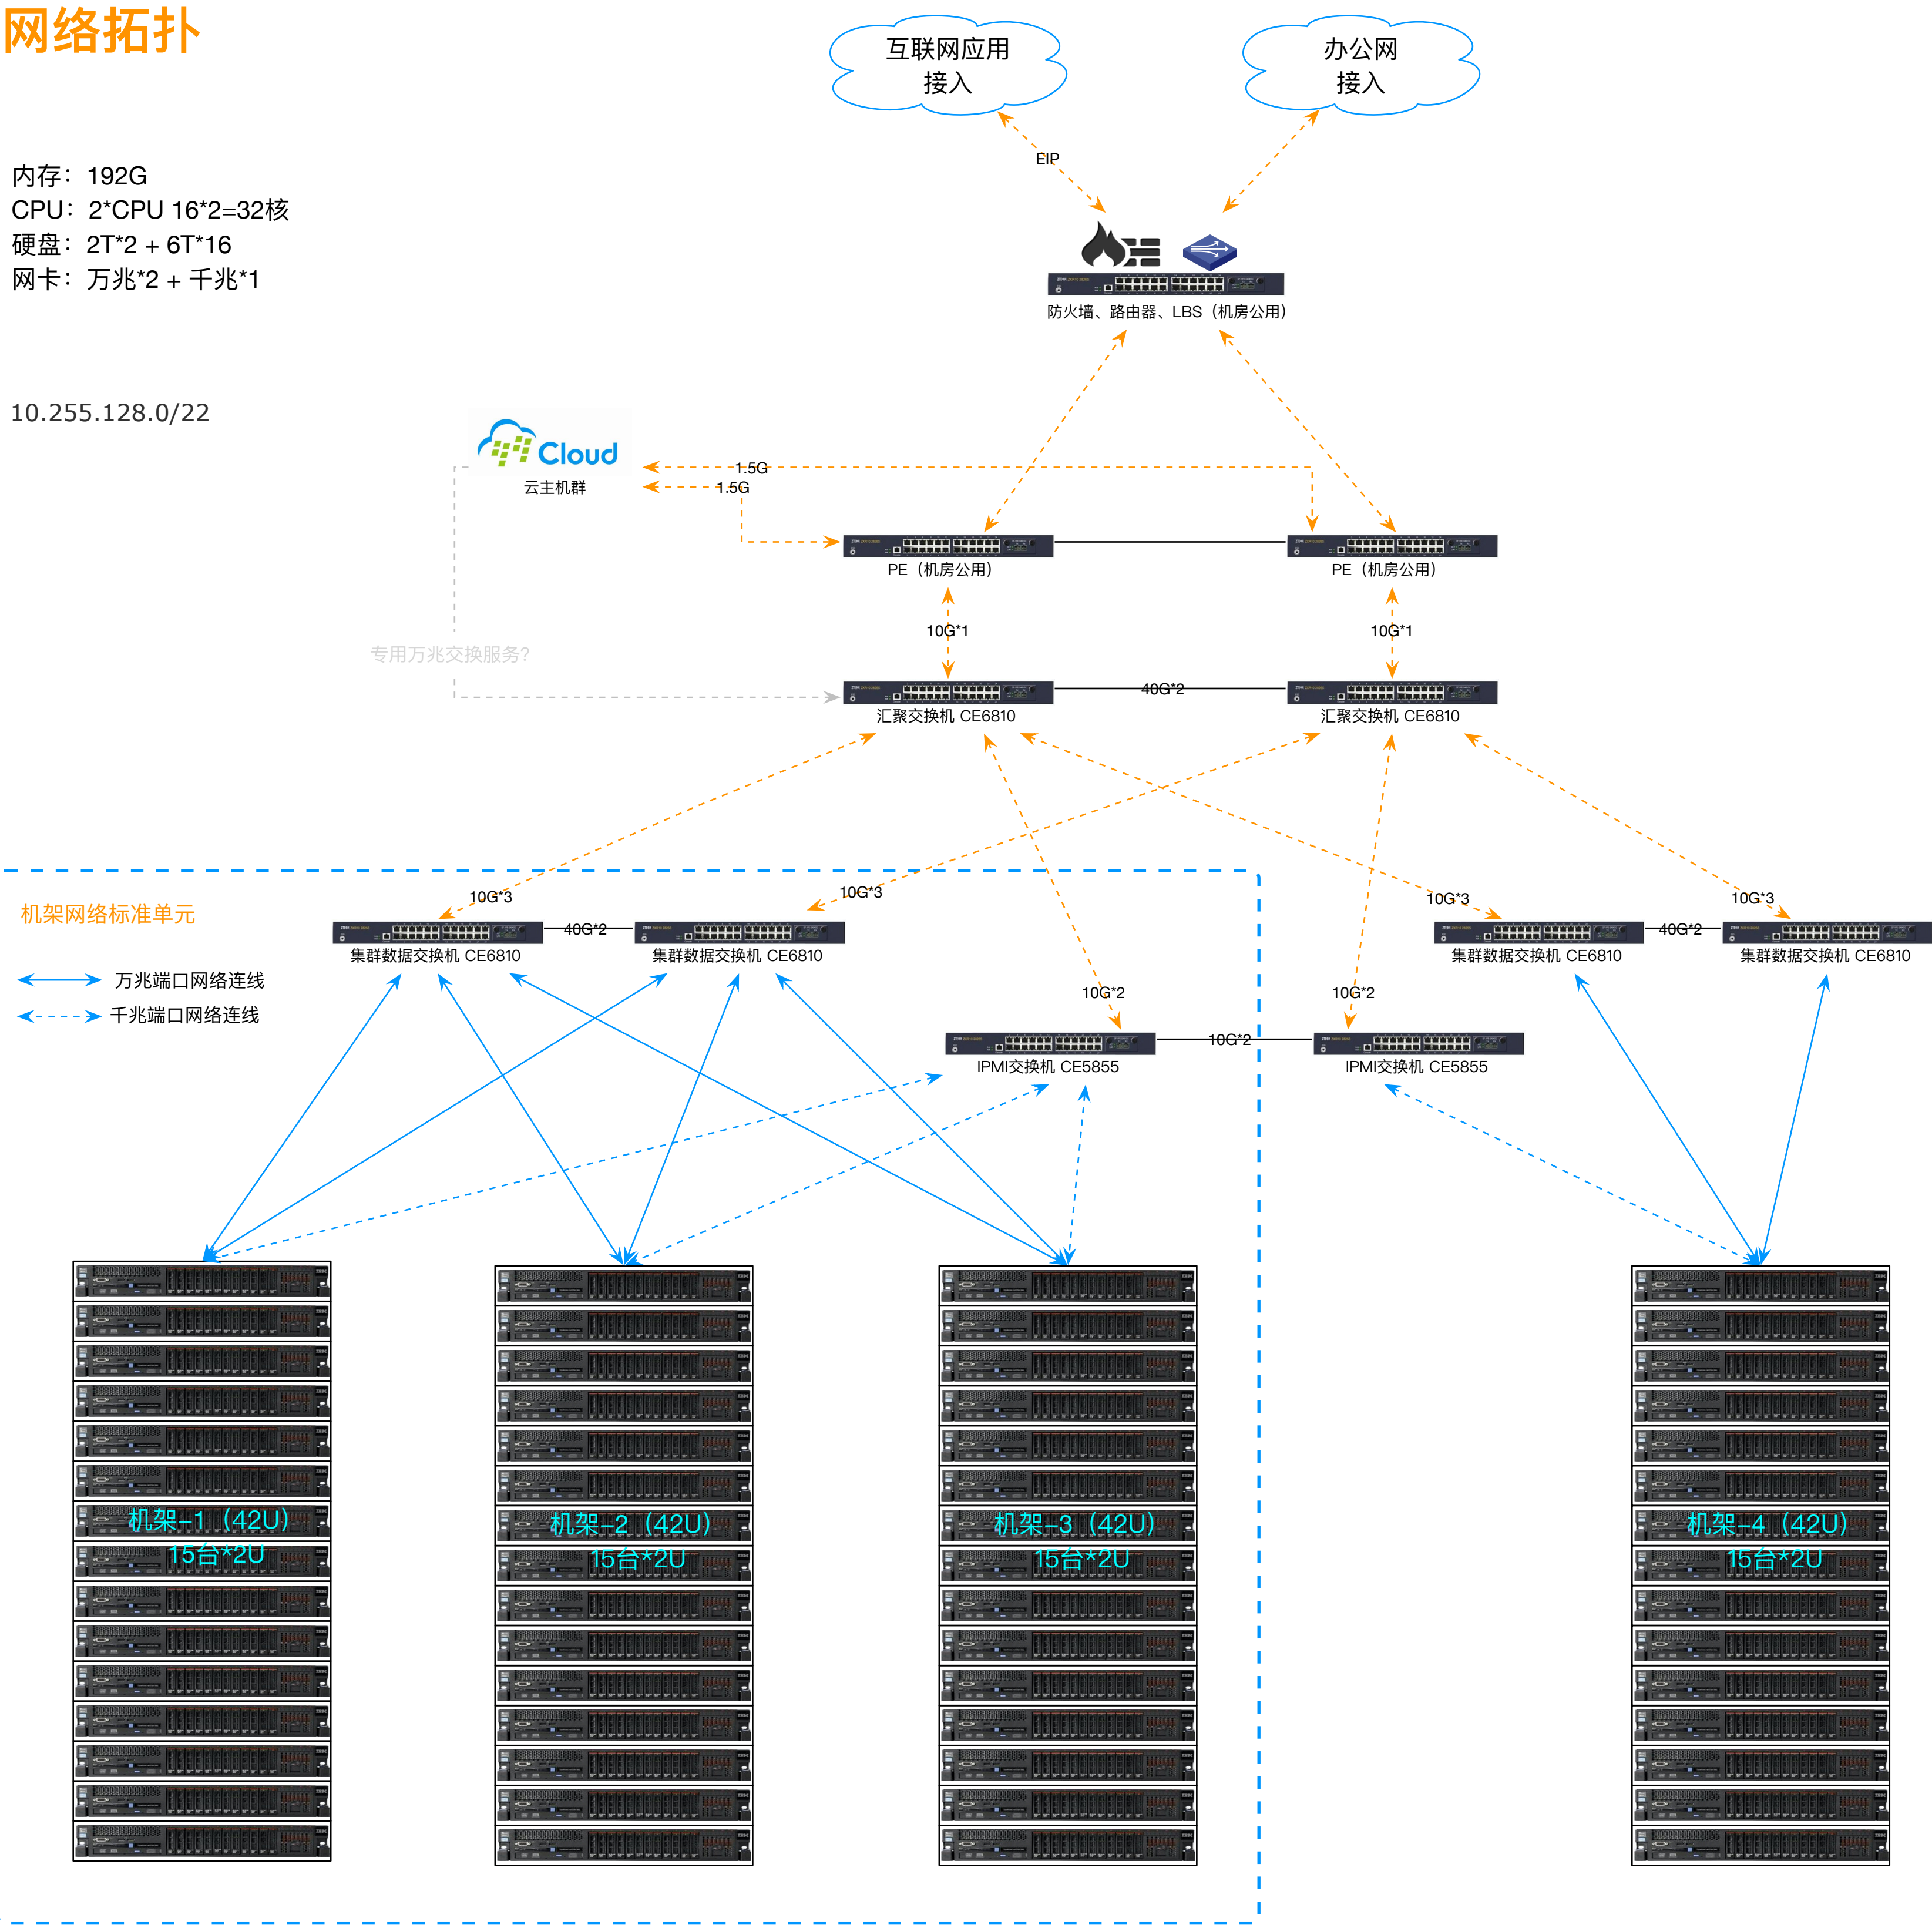 网络拓扑
互联网应用
接入
办公网
接入
EIP
内存：192G
CPU：2*CPU 16*2=32核
硬盘：2T*2 + 6T*16
网卡：万兆*2 + 千兆*1
防火墙、路由器、LBS（机房公用）
10.255.128.0/22
Cloud
云主机群
1.5G
1.5G
PE（机房公用）
PE（机房公用）
10G*1
10G*1
专用万兆交换服务?
40G*2
汇聚交换机 CE6810
汇聚交换机 CE6810
机架网络标准单元
10G*3
10G*3
10G*3
10G*3
40G*2
40G*2
集群数据交换机 CE6810
集群数据交换机 CE6810
集群数据交换机 CE6810
集群数据交换机 CE6810
万兆端口网络连线
千兆端口网络连线
10G*2
10G*2
10G*2
IPMI交换机 CE5855
IPMI交换机 CE5855
机架-1（42U）
15台*2U
机架-2（42U）
15台*2U
机架-3（42U）
15台*2U
机架-4（42U）
15台*2U